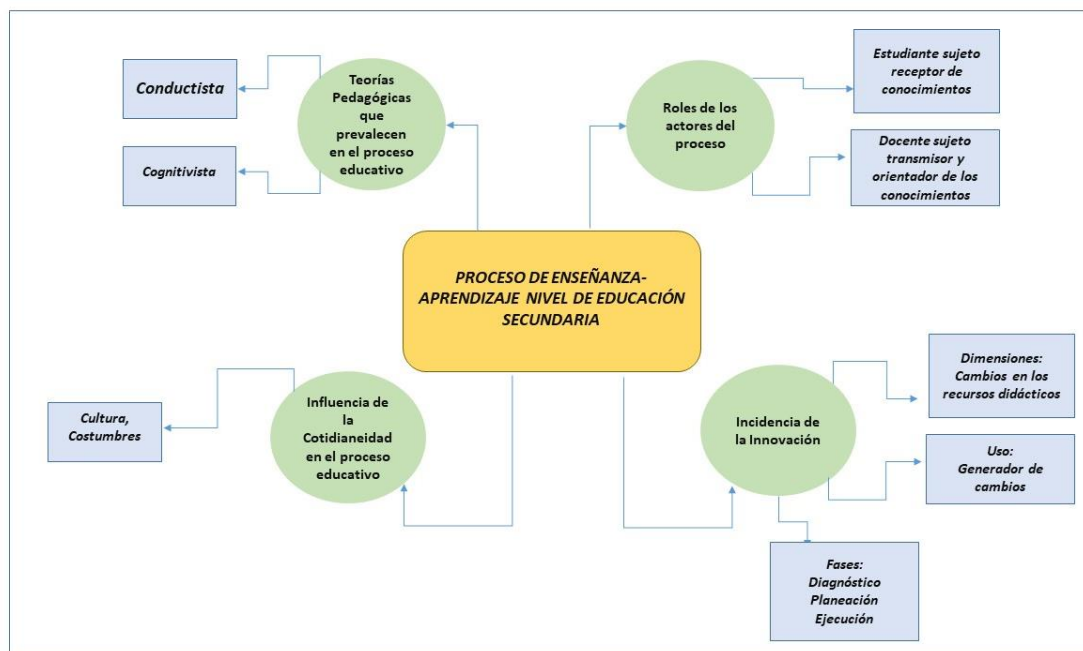 Conductista
Cognitivista
Teorías
Pedagógicas
que
prevalecen
en el proceso
educativo
Roles de los
actores del
proceso
Estudiante sujeto
receptor de
conocimientos
Docente sujeto
transmisor y
orientador de los
conocimientos
PROCESO DE ENSEÑANZA-
APRENDIZAJE NIVEL DE EDUCACIÓN
SECUNDARIA
Cultura,
Costumbres
Influencia de
la
Cotidianeidad
en el proceso
educativo
Incidencia de
la Innovación
Dimensiones:
Cambios en los
recursos didácticos
Uso:
Generador de
cambios
Fases:
Diagnóstico
Planeación
Ejecución